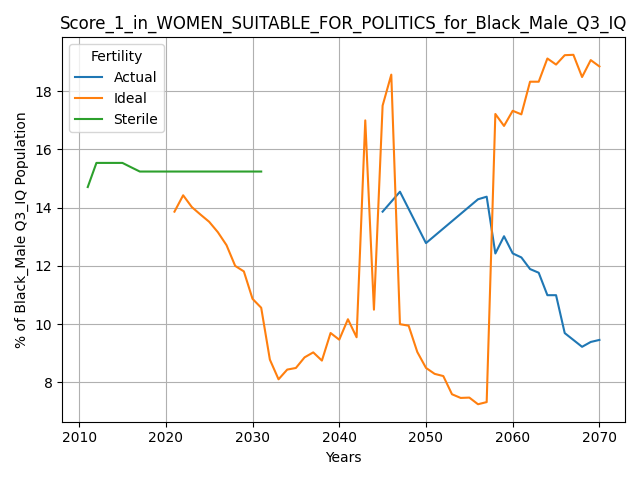 Score_1_in_WOMEN_SUITABLE_FOR_POLITICS_for_Black_Male_Q3_IQ
Fertility
Actual
Ideal
Sterile
% of Black_Male Q3_IQ Population
18
16
14
12
10
8
2010 2020 2030 2040 2050 2060 2070
Years